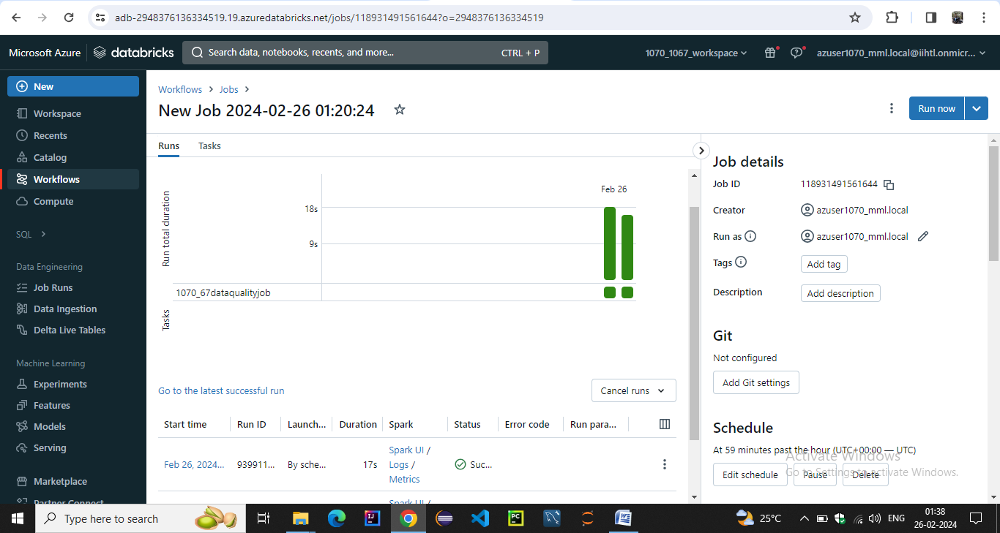 adb-2948376136334519.19.azuredatabricks.net/jobs/118931491561644?o=2948376136334519
Microsoft Azure databricks Search data, notebooks, recents, and more... CTRL + P 1070_1067_workspace azuser1070_mml.local@iihtl.onmicr...
New
Workspace
Recents
Catalog
Workflows
Compute
SQL
Data Engineering
Job Runs
Data Ingestion
Delta Live Tables
Machine Learning
Experiments
Features
Models
Serving
Marketplace
Partner Connect
Workflows > Jobs >
New Job 2024-02-26 01:20:24
Run now
Runs Tasks
Run total duration
Feb 26
18s
9s
1070_67dataqualityjob
Tasks
Go to the latest successful run
Cancel runs
Start time Run ID Launch... Duration Spark Status Error code Run para...
Feb 26, 2024... 939911... By sche... 17s Spark UI / Suc...
Logs /
Metrics
Spark UI /
Job details
Job ID 118931491561644
Creator azuser1070_mml.local
Run as azuser1070_mml.local
Tags Add tag
Description Add description
Git
Not configured
Add Git settings
Schedule
At 59 minutes past the hour (UTC+00:00 — UTC)
Edit schedule Pause Delete
Activate Windows
Go to Settings to activate Windows.
Type here to search
25°C ENG 01:38
26-02-2024